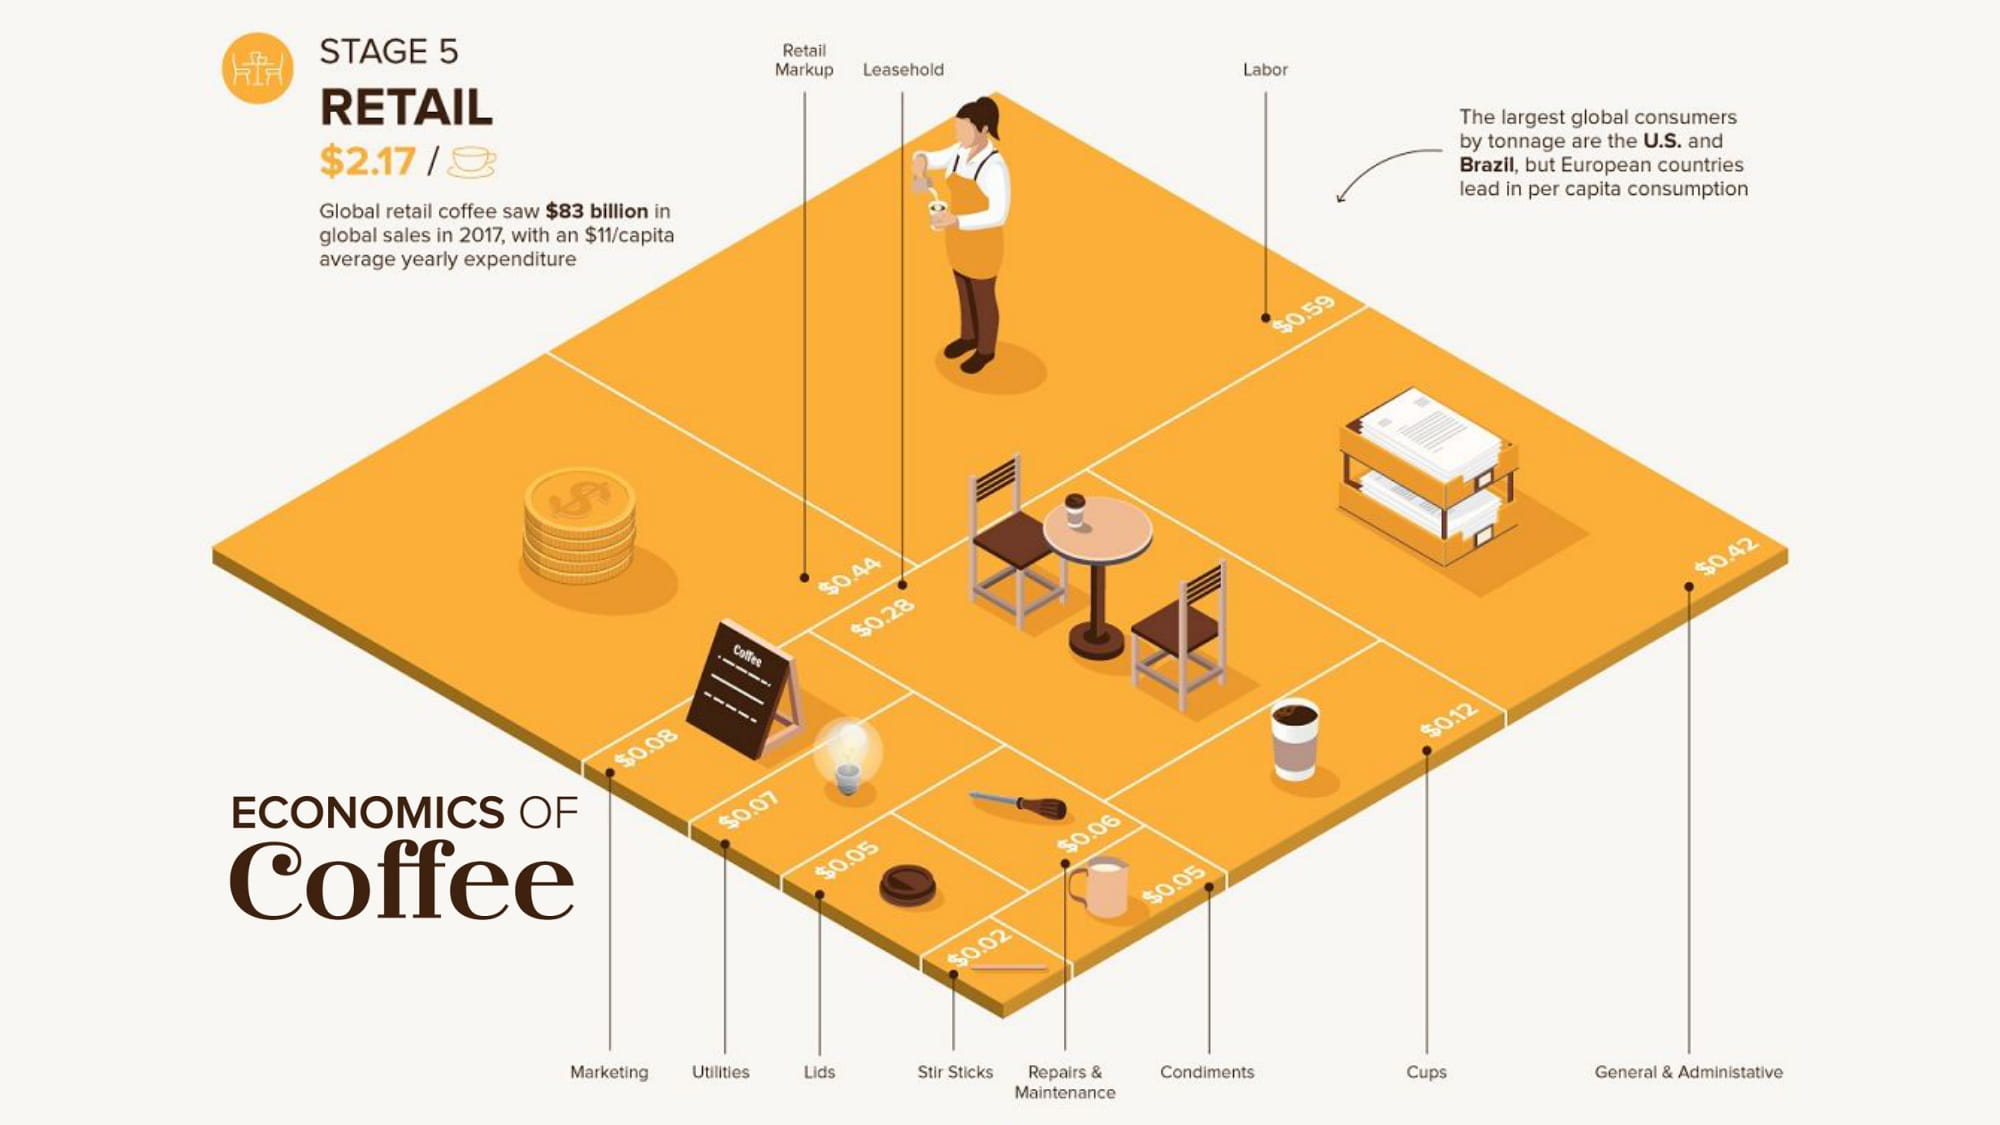 STAGE 5
RETAIL
$2.17 /
Global retail coffee saw $83 billion in
global sales in 2017, with an $11/capita
average yearly expenditure
Retail
Markup
Leasehold
Labor
The largest global consumers
by tonnage are the U.S. and
Brazil, but European countries
lead in per capita consumption
$0.59
$0.42
$0.44
$0.28
Coffee
$0.08
$0.12
$0.07
$0.06
$0.05
$0.05
$0.02
ECONOMICS OF
Coffee
Marketing
Utilities
Lids
Stir Sticks
Repairs &
Maintenance
Condiments
Cups
General & Administative